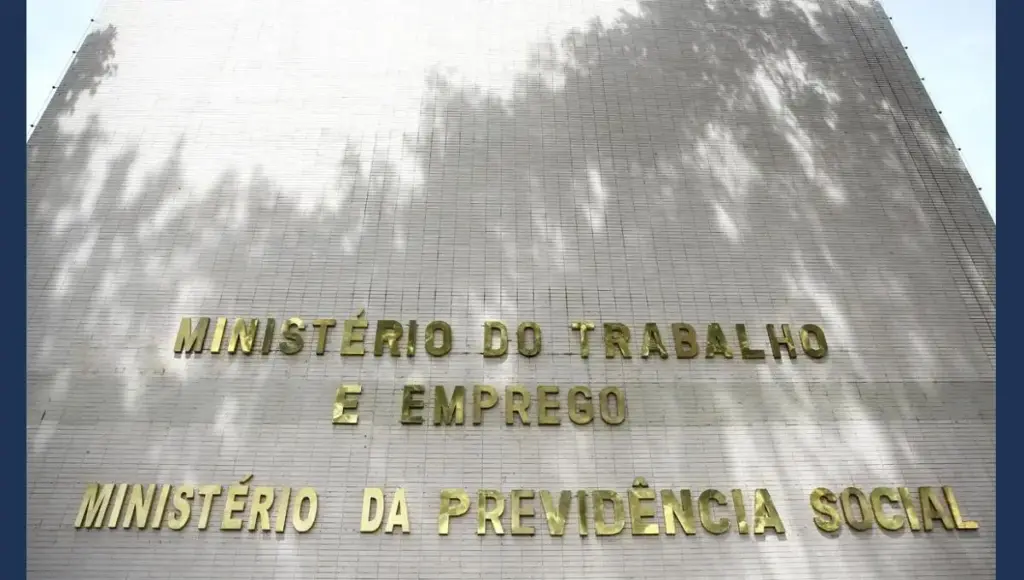 MINISTÉRIO DO TRABALHO
E EMPREGO
MINISTÉRIO DA PREVIDÊNCIA SOCIAL